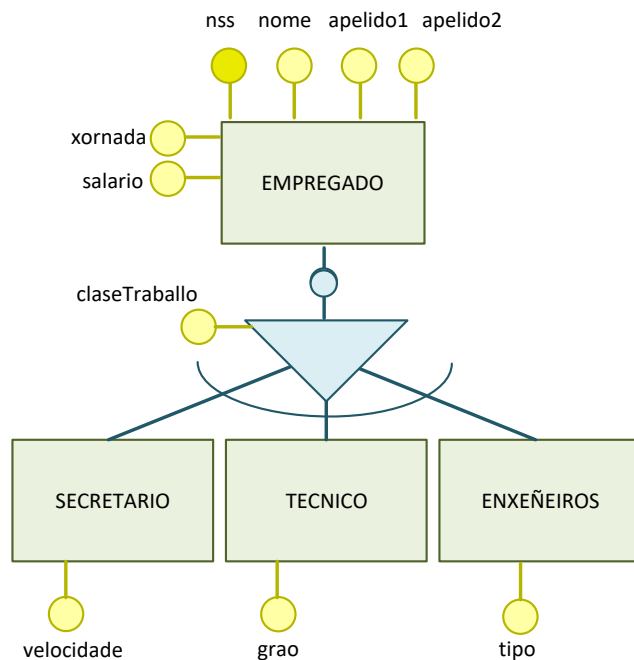 nss nome apelido1 apelido2
xornada
salario
EMPREGADO
claseTraballo
SECRETARIO TECNICO ENXEÑEIROS
velocidade grao tipo